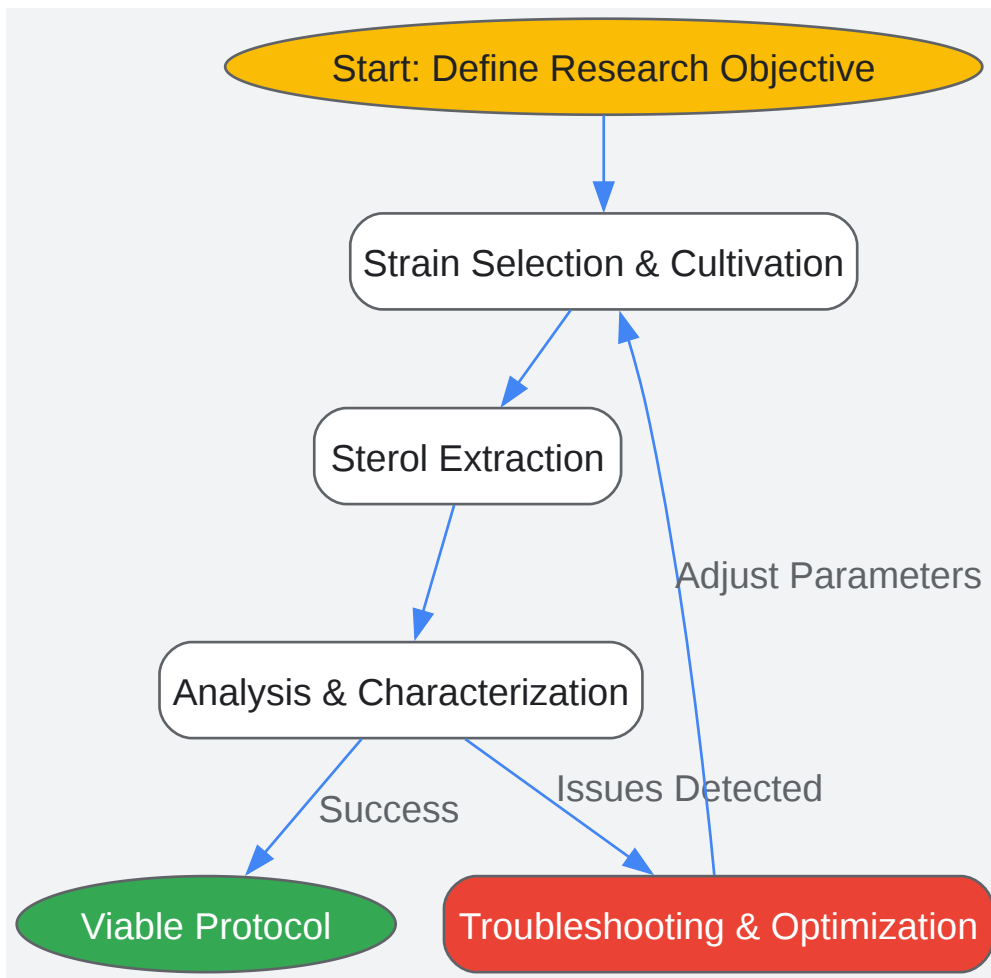 Start: Define Research Objective
Strain Selection & Cultivation
Sterol Extraction
Adjust Parameters
Analysis & Characterization
Issues Detected
Success
Viable Protocol
Troubleshooting & Optimization